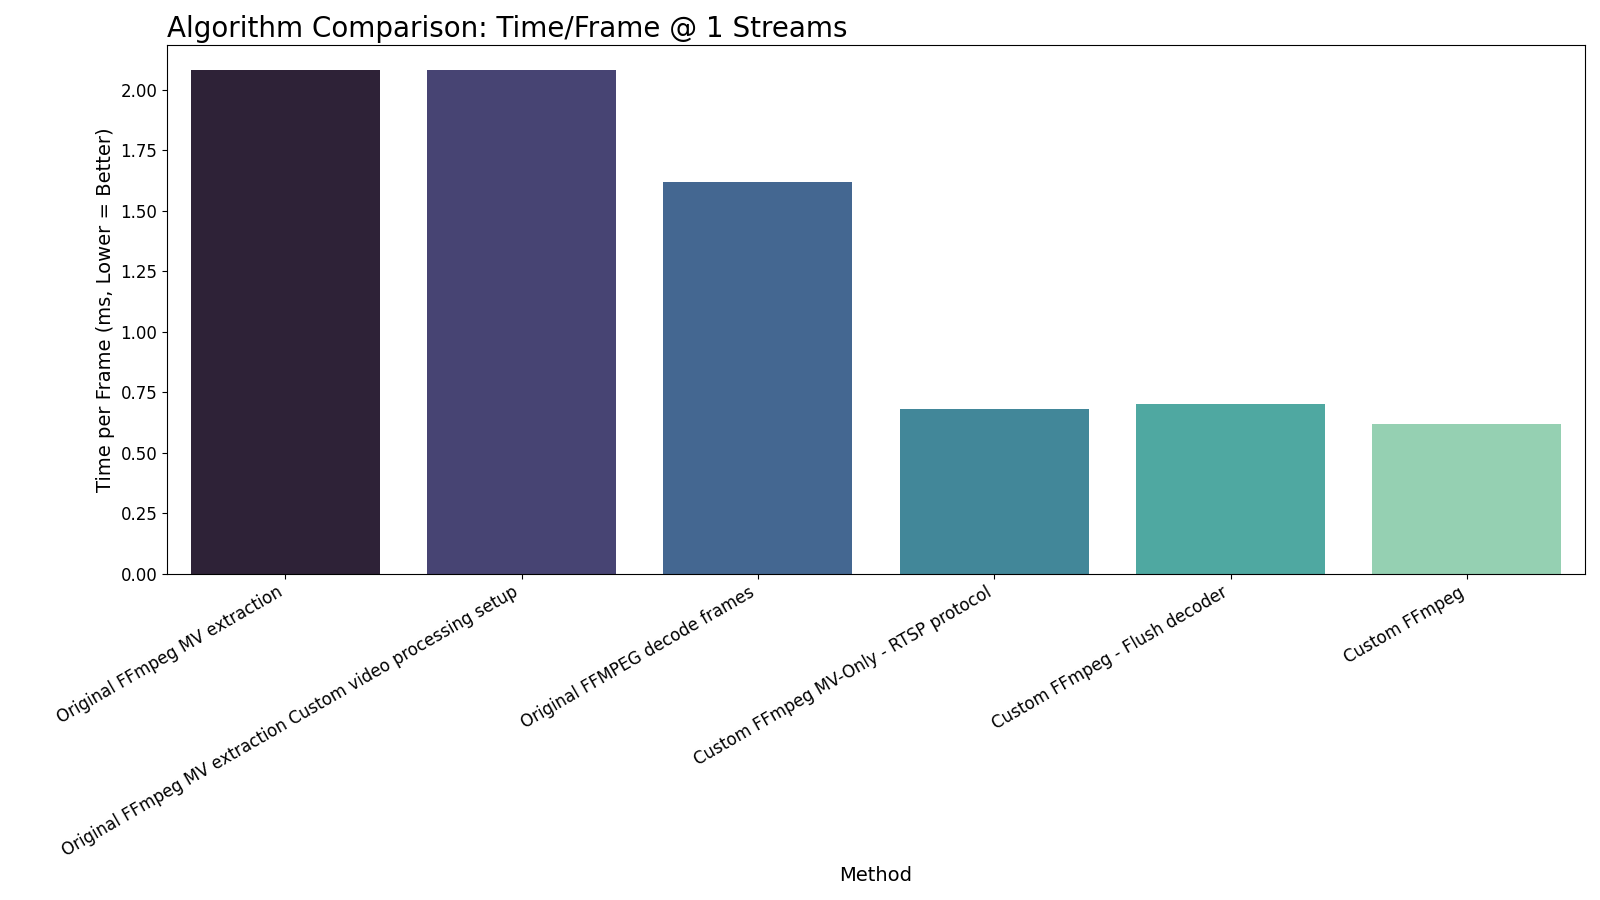 Algorithm Comparison: Time/Frame @ 1 Streams
Time per Frame (ms, Lower = Better)
2.00
1.75
1.50
1.25
1.00
0.75
0.50
0.25
0.00
Original FFmpeg MV extraction
Original FFmpeg MV extraction Custom video processing setup
Original FFMPEG decode frames
Custom FFmpeg MV-Only - RTSP protocol
Custom FFmpeg - Flush decoder
Custom FFmpeg
Method